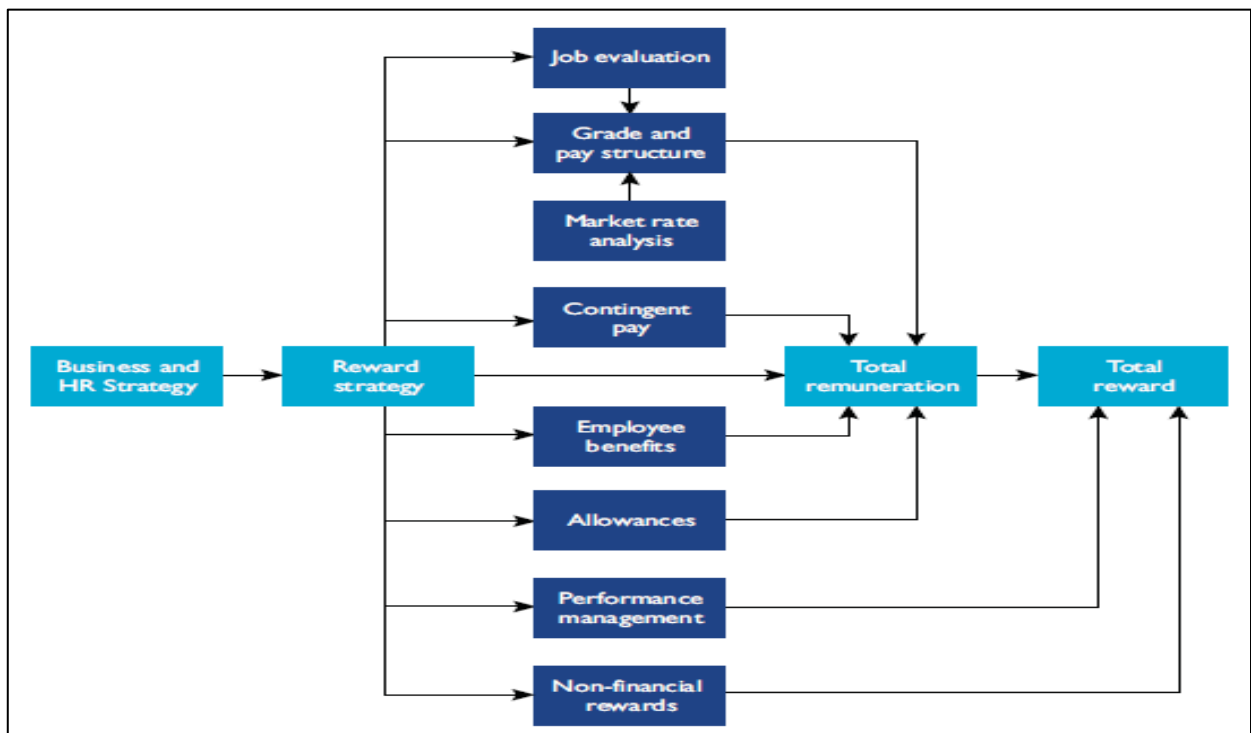 Job evaluation
Grade and
pay structure
Market rate
analysis
Contingent
pay
Business and
HR Strategy
Reward
strategy
Total
remuneration
Total
reward
Employee
benefits
Allowances
Performance
management
Non-financial
rewards